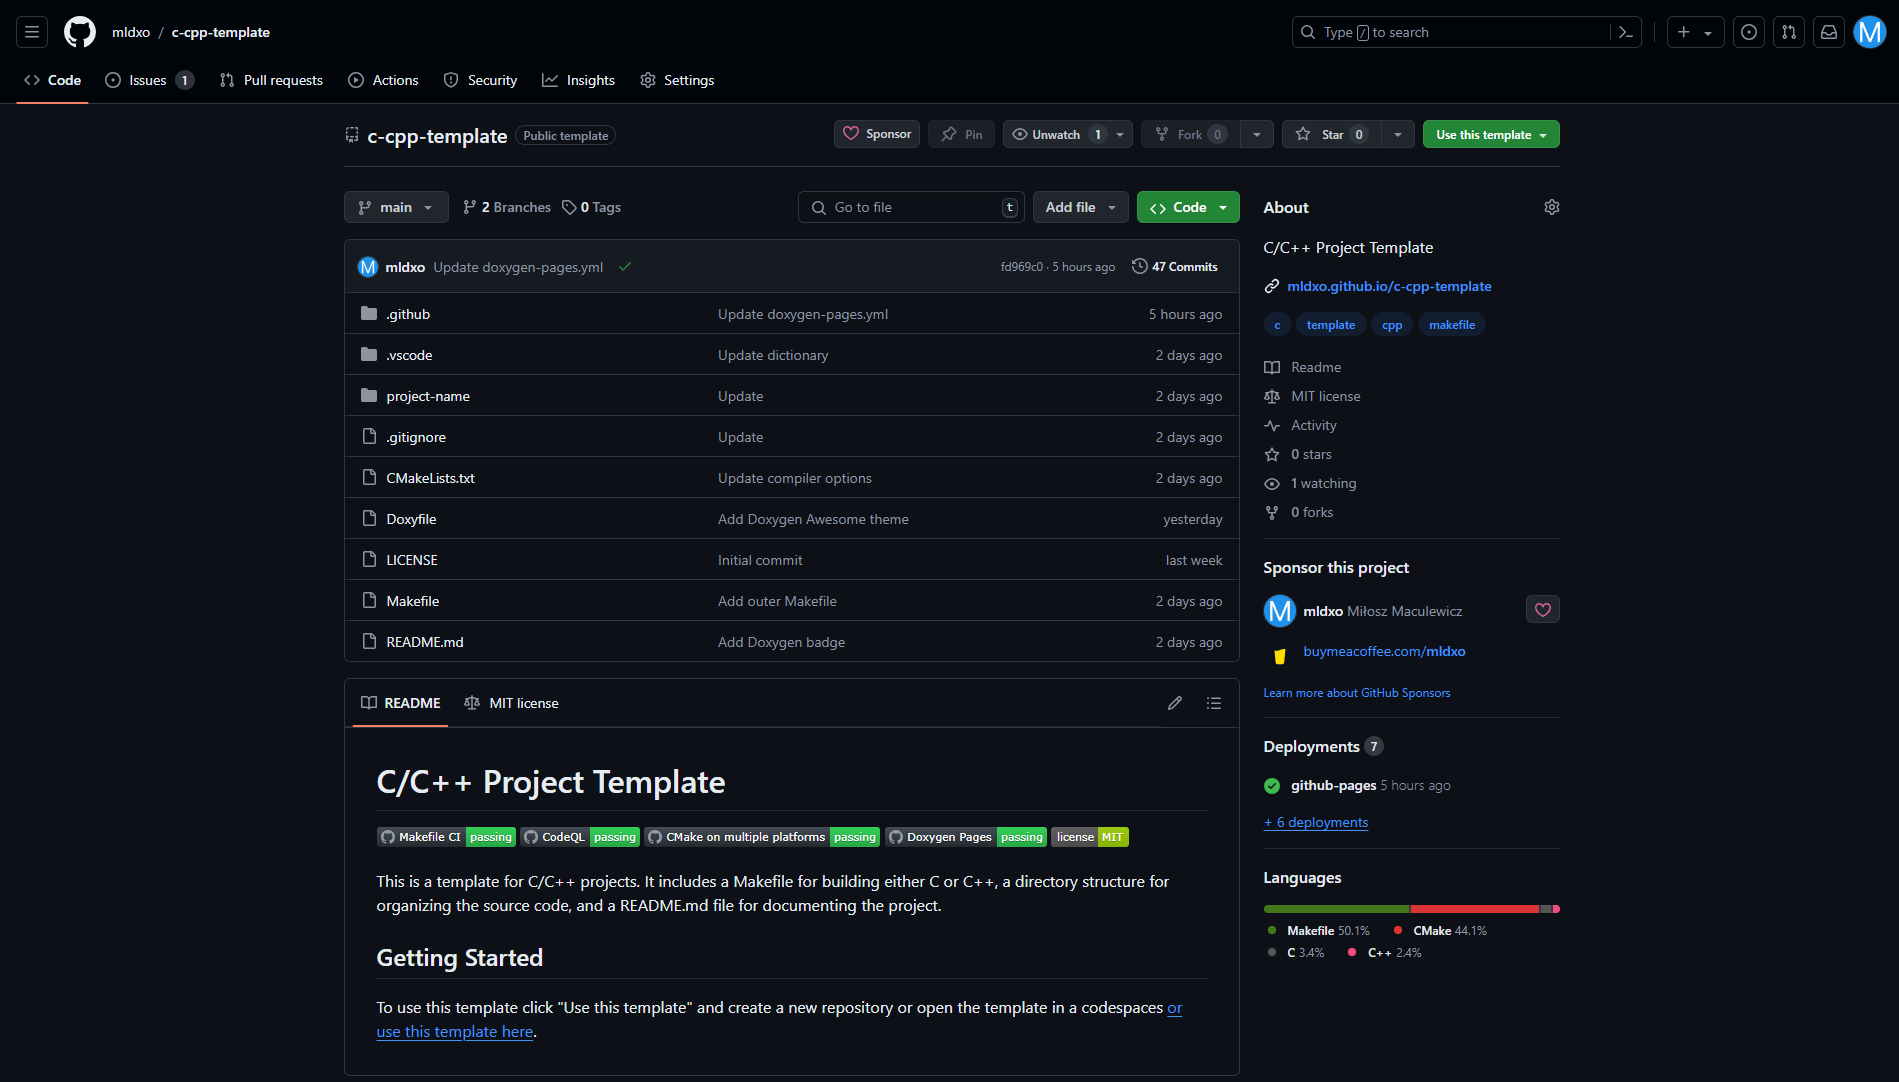 mldxo / c-cpp-template
Type / to search
M
Code
Issues 1
Pull requests
Actions
Security
Insights
Settings
c-cpp-template Public template
Sponsor
Pin
Unwatch 1
Fork 0
Star 0
Use this template
main
2 Branches
0 Tags
Go to file t
Add file
Code
M mldxo Update doxygen-pages.yml
fd969c0 · 5 hours ago
47 Commits
.github Update doxygen-pages.yml 5 hours ago
.vscode Update dictionary 2 days ago
project-name Update 2 days ago
.gitignore Update 2 days ago
CMakeLists.txt Update compiler options 2 days ago
Doxyfile Add Doxygen Awesome theme yesterday
LICENSE Initial commit last week
Makefile Add outer Makefile 2 days ago
README.md Add Doxygen badge 2 days ago
README
MIT license
C/C++ Project Template
Makefile CI passing CodeQL passing CMake on multiple platforms passing Doxygen Pages passing license MIT
This is a template for C/C++ projects. It includes a Makefile for building either C or C++, a directory structure for
organizing the source code, and a README.md file for documenting the project.
Getting Started
To use this template click "Use this template" and create a new repository or open the template in a codespaces or
use this template here.
About
C/C++ Project Template
mldxo.github.io/c-cpp-template
c template cpp makefile
Readme
MIT license
Activity
0 stars
1 watching
0 forks
Sponsor this project
M mldxo Miłosz Maculewicz
buymeacoffee.com/mldxo
Learn more about GitHub Sponsors
Deployments 7
github-pages 5 hours ago
+ 6 deployments
Languages
Makefile 50.1% CMake 44.1%
C 3.4% C++ 2.4%